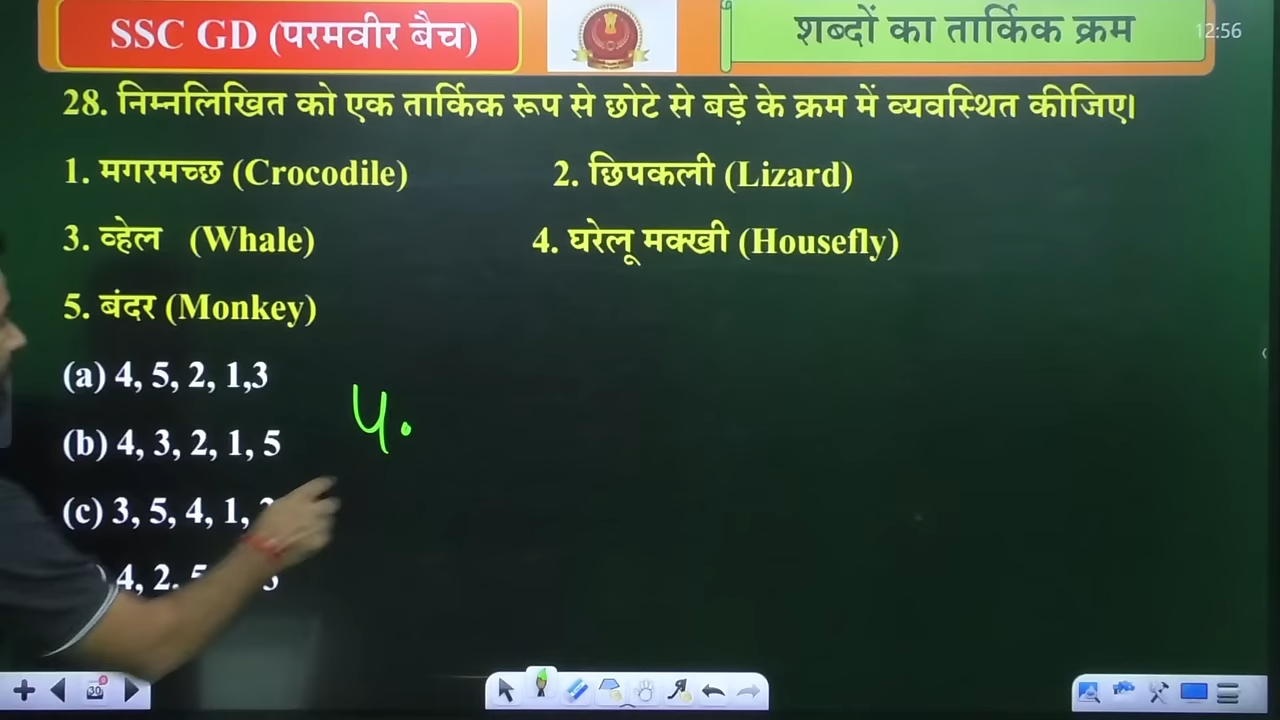 SSC GD (परमवीर बैच)
शब्दों का तार्किक क्रम
12:56
28. निम्नलिखित को एक तार्किक रूप से छोटे से बड़े के क्रम में व्यवस्थित कीजिए।
1. मगरमच्छ (Crocodile) 2. छिपकली (Lizard)
3. व्हेल (Whale) 4. घरेलू मक्खी (Housefly)
5. बंदर (Monkey)
(a) 4, 5, 2, 1,3
4.
(b) 4, 3, 2, 1, 5
(c) 3, 5, 4, 1,
4, 2, 5
30